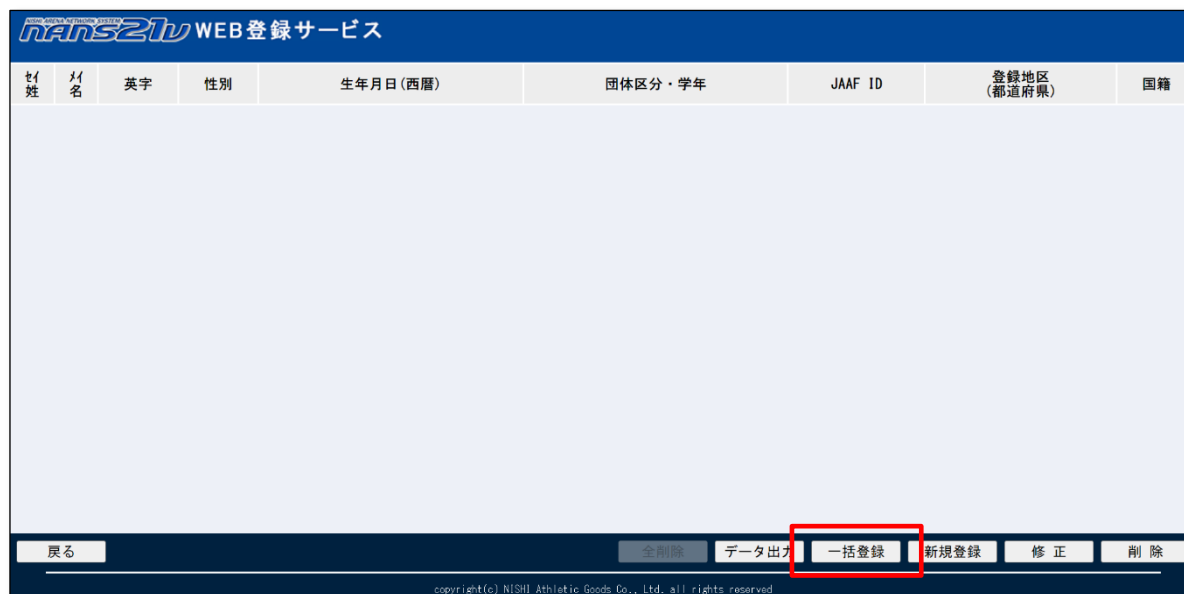 NISHI ARENA NETWORK SYSTEM
nans21v WEB登録サービス
セイ 姓 メイ 名 英字 性別 生年月日(西暦) 団体区分・学年 JAAF ID 登録地区 (都道府県) 国籍
戻る 全削除 データ出力 一括登録 新規登録 修 正 削 除
copyright(c) NISHI Athletic Goods Co., Ltd. all rights reserved